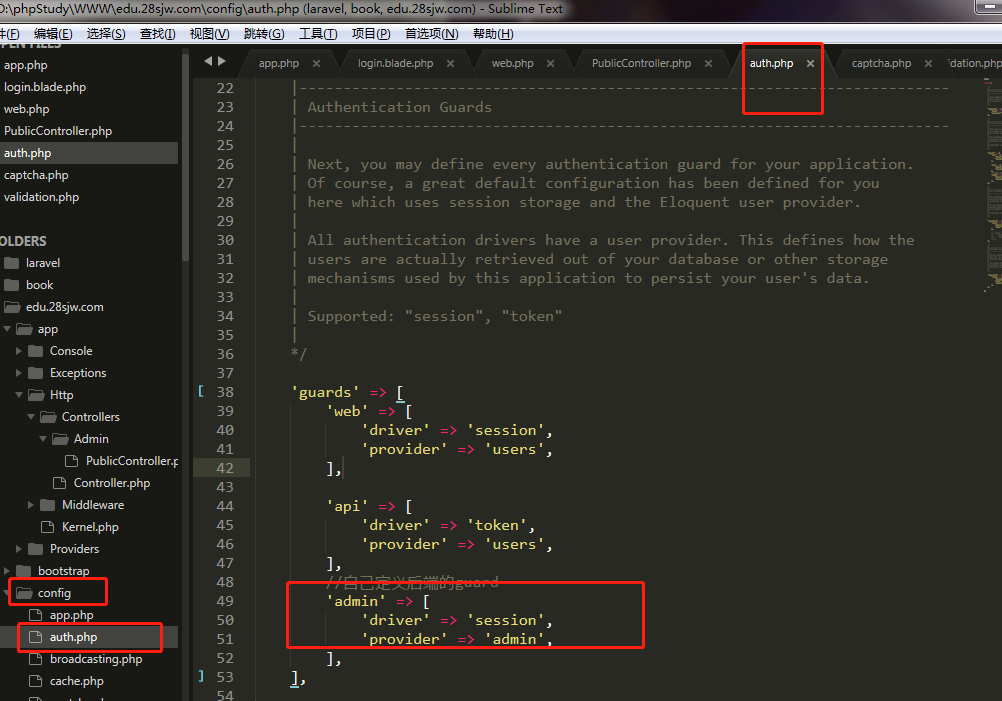 D:\phpStudy\WWW\edu.28sjw.com\config\auth.php (laravel, book, edu.28sjw.com) - Sublime Text
件(F) 编辑(E) 选择(S) 查找(I) 视图(V) 跳转(G) 工具(T) 项目(P) 首选项(N) 帮助(H)
OPEN FILES
app.php
login.blade.php
web.php
PublicController.php
auth.php
captcha.php
validation.php
OLDERS
laravel
book
edu.28sjw.com
app
Console
Exceptions
Http
Controllers
Admin
PublicController.p
Controller.php
Middleware
Kernel.php
Providers
bootstrap
config
app.php
auth.php
broadcasting.php
cache.php
app.php × login.blade.php × web.php × PublicController.php × auth.php × captcha.php × idation.php
22 |--------------------------------------------------------------------------
23 | Authentication Guards
24 |--------------------------------------------------------------------------
25 |
26 | Next, you may define every authentication guard for your application.
27 | Of course, a great default configuration has been defined for you
28 | here which uses session storage and the Eloquent user provider.
29 |
30 | All authentication drivers have a user provider. This defines how the
31 | users are actually retrieved out of your database or other storage
32 | mechanisms used by this application to persist your user's data.
33 |
34 | Supported: "session", "token"
35 |
36 */
37
38 'guards' => [
39 'web' => [
40 'driver' => 'session',
41 'provider' => 'users',
42 ],
43
44 'api' => [
45 'driver' => 'token',
46 'provider' => 'users',
47 ],
48 //自己定义后端的guard
49 'admin' => [
50 'driver' => 'session',
51 'provider' => 'admin',
52 ],
53 ],
54